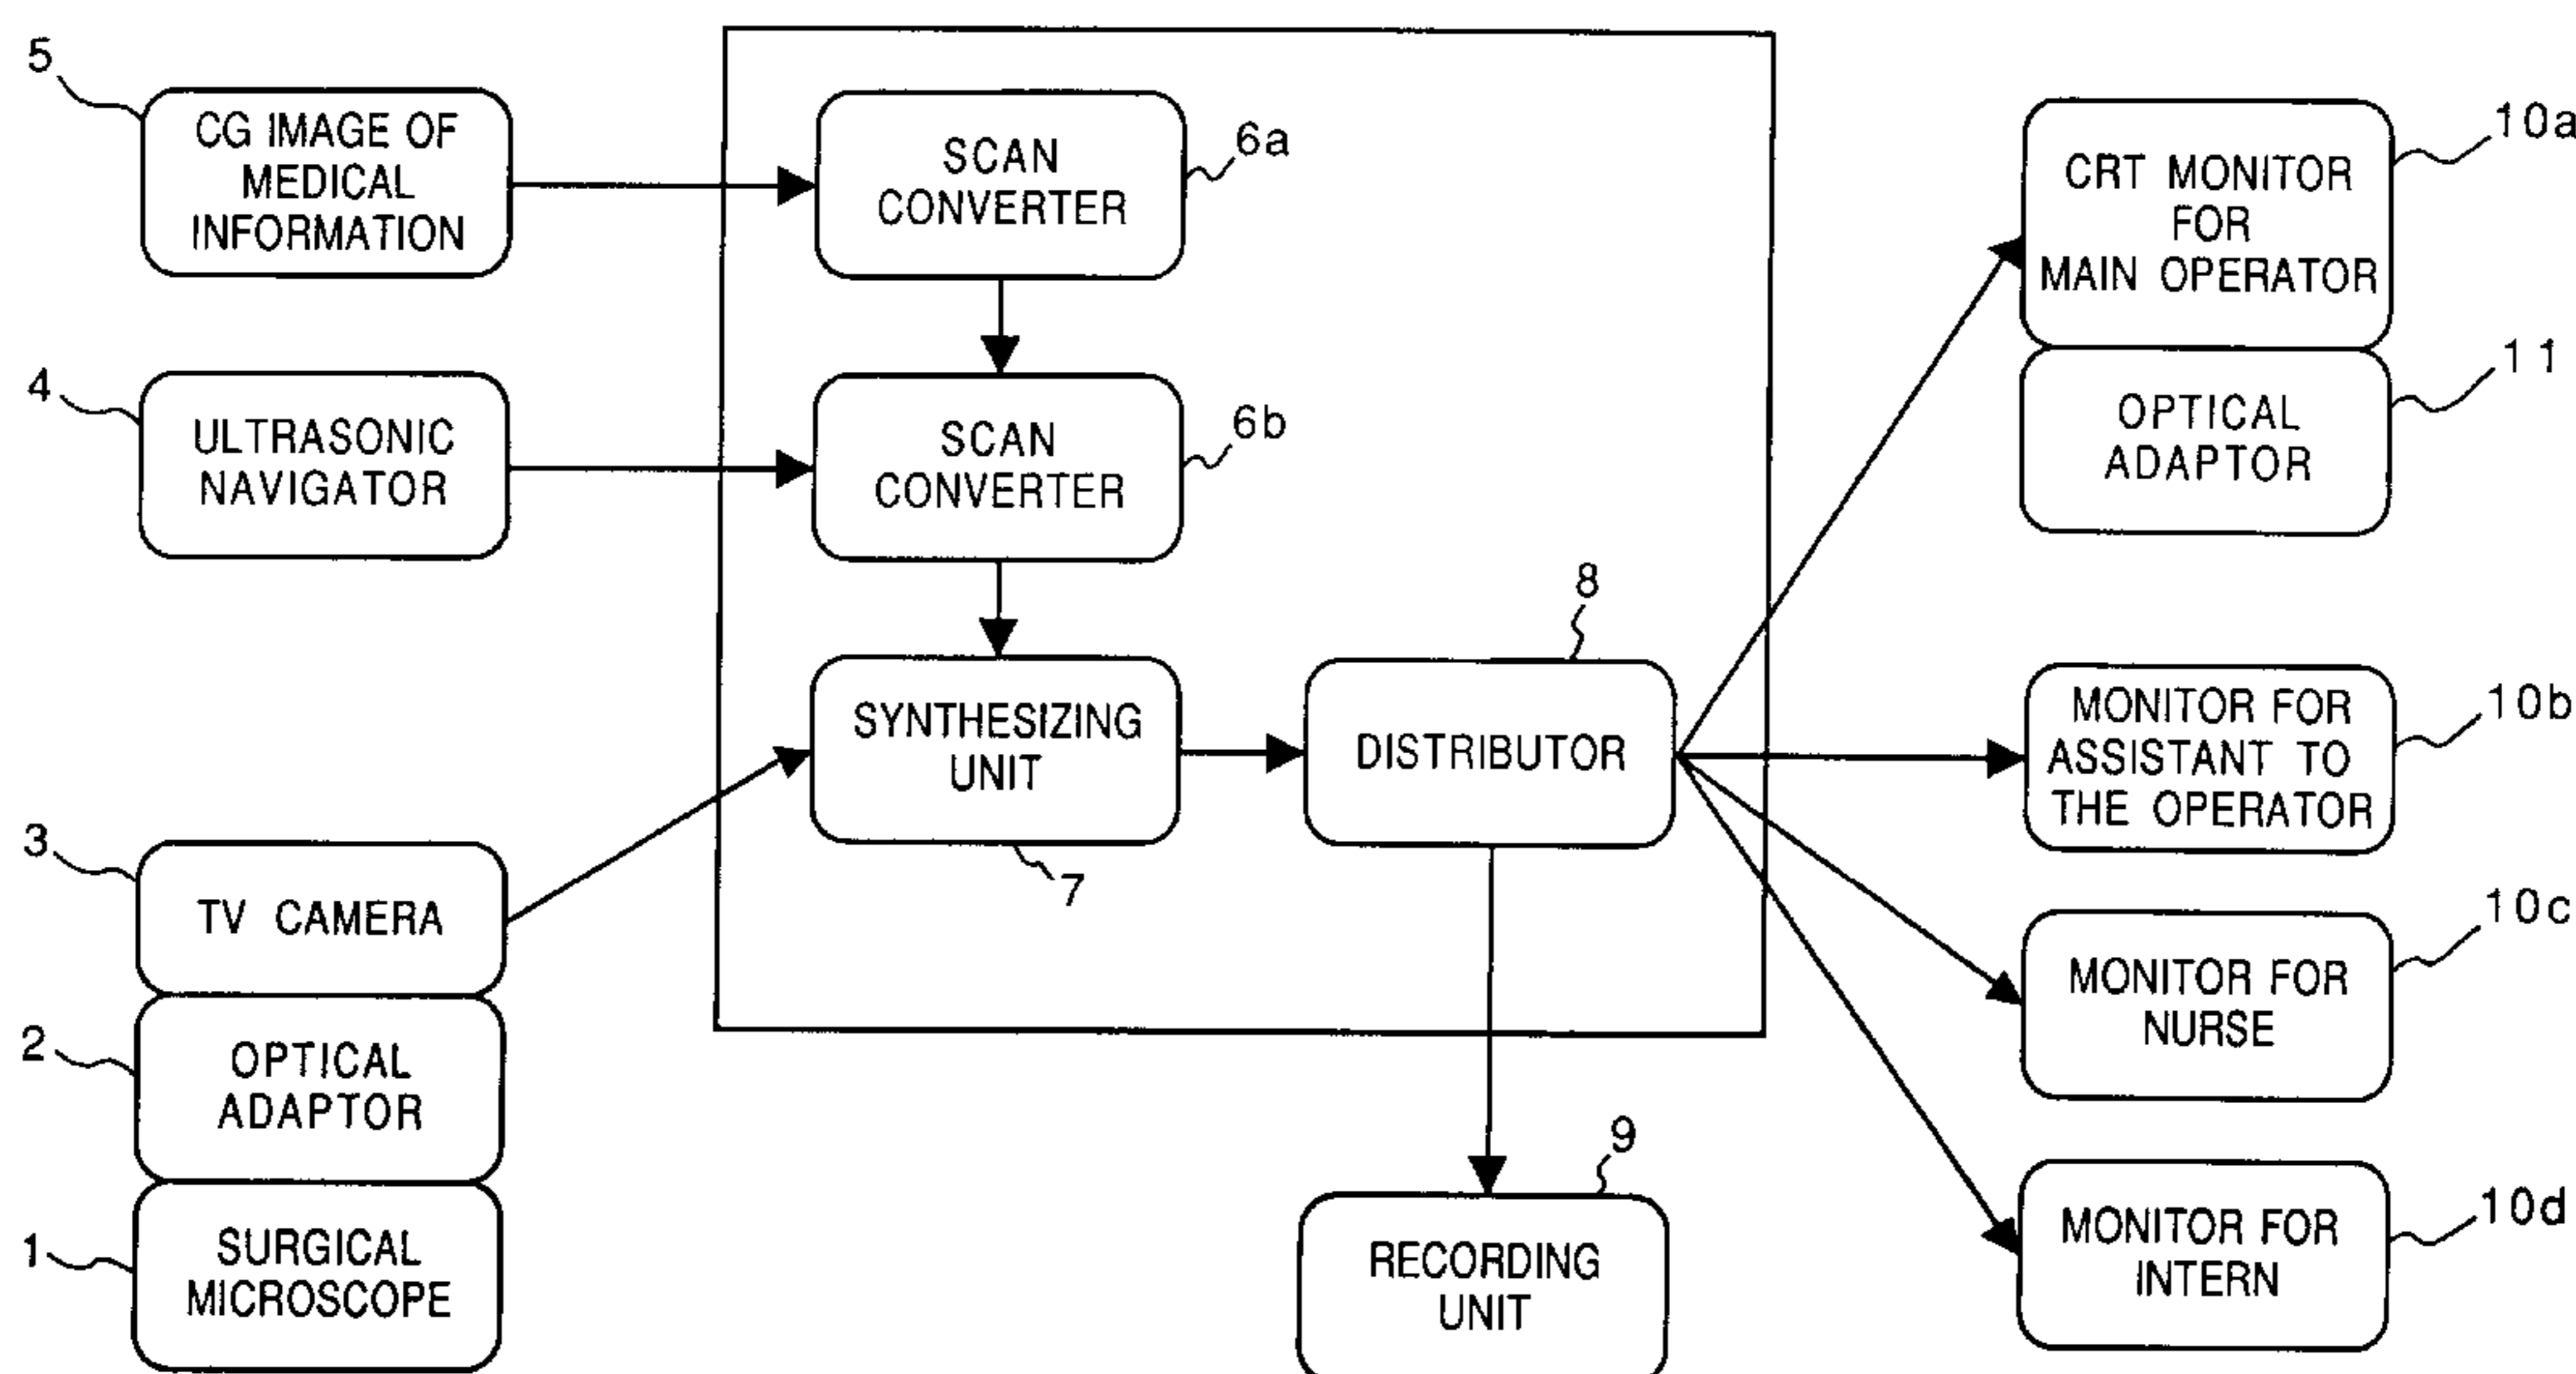 5
CG IMAGE OF
MEDICAL
INFORMATION
4
ULTRASONIC
NAVIGATOR
3
TV CAMERA
2
OPTICAL
ADAPTOR
1
SURGICAL
MICROSCOPE
SCAN
CONVERTER
6a
SCAN
CONVERTER
6b
SYNTHESIZING
UNIT
7
8
DISTRIBUTOR
9
RECORDING
UNIT
10a
CRT MONITOR
FOR
MAIN OPERATOR
11
OPTICAL
ADAPTOR
10b
MONITOR FOR
ASSISTANT TO
THE OPERATOR
10c
MONITOR FOR
NURSE
10d
MONITOR FOR
INTERN